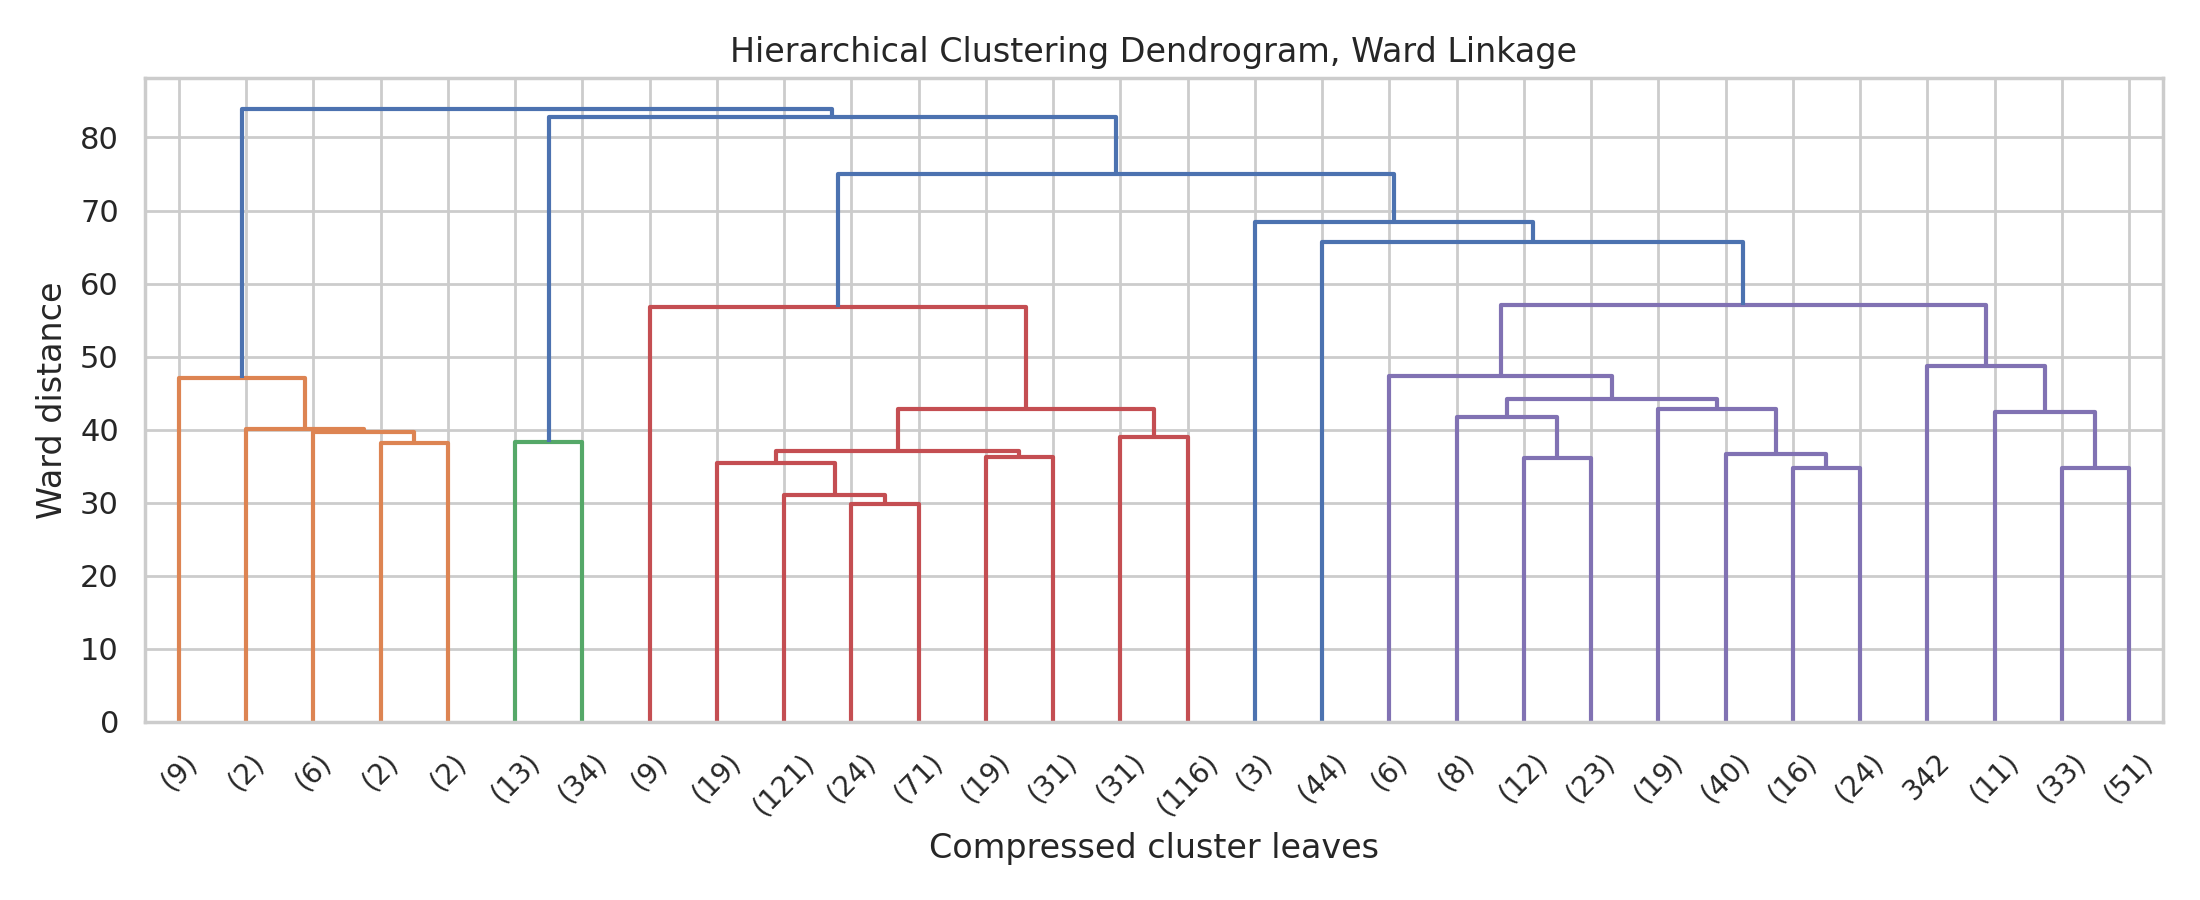 Hierarchical Clustering Dendrogram, Ward Linkage
Ward distance
80
70
60
50
40
30
20
10
0
(9) (2) (6) (2) (2) (13) (34) (9) (19) (121) (24) (71) (19) (31) (31) (116) (3) (44) (6) (8) (12) (23) (19) (40) (16) (24) 342 (11) (33) (51)
Compressed cluster leaves